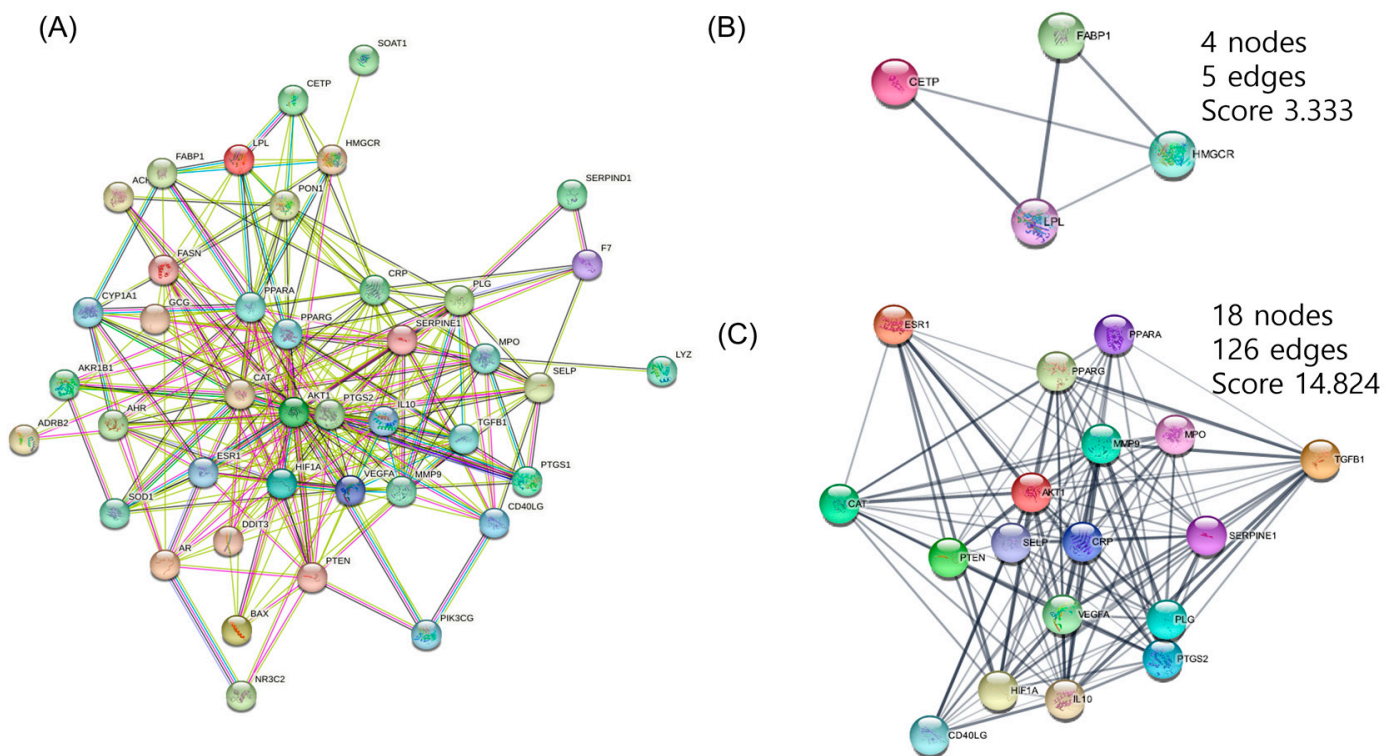 (A)
SOAT1
CETP
LPL
HMGCR
FABP1
SERPIND1
PON1
F7
FASN
CRP
PLG
CYP1A1
GCG
PPARA
PPARG
SERPINE1
MPO
LYZ
SELP
AKR1B1
CAT
AKT1
PTGS2
IL10
ADRB2
AHR
TGFB1
ESR1
HIF1A
VEGFA
MMP9
PTGS1
SOD1
CD40LG
DDIT3
AR
PTEN
BAX
PIK3CG
NR3C2
(B)
FABP1
CETP
HMGCR
LPL
4 nodes
5 edges
Score 3.333
(C)
ESR1
PPARA
PPARG
18 nodes
126 edges
Score 14.824
MMP9
MPO
TGFB1
CAT
AKT1
SERPINE1
SELP
CRP
PTEN
VEGFA
PLG
PTGS2
HIF1A
IL10
CD40LG